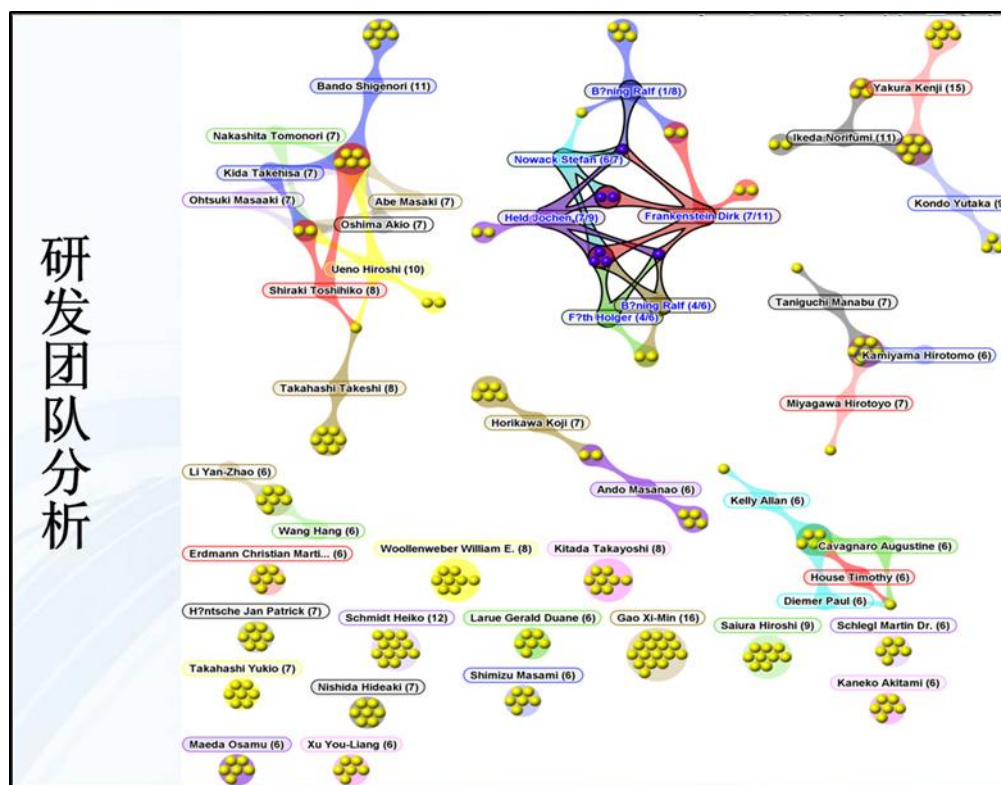 研发团队分析
Bando Shigenori (11)
Nakashita Tomonori (7)
Kida Takehisa (7)
Ohtsuki Masaaki (7)
Abe Masaki (7)
Oshima Akio (7)
Ueno Hiroshi (10)
Shiraki Toshihiko (8)
Takahashi Takeshi (8)
B?ning Ralf (1/8)
Nowack Stefan (6/7)
Held Jochen (7/9)
Frankenstein Dirk (7/11)
B?ning Ralf (4/6)
F?th Holger (4/6)
Yakura Kenji (15)
Ikeda Norifumi (11)
Kondo Yutaka (9
Taniguchi Manabu (7)
Kamiyama Hirotomo (6)
Miyagawa Hirotoyo (7)
Horikawa Koji (7)
Ando Masanao (6)
Li Yan-Zhao (6)
Wang Hang (6)
Kelly Allan (6)
Cavagnaro Augustine (6)
House Timothy (6)
Diemer Paul (6)
Erdmann Christian Marti... (6)
Woollenweber William E. (8)
Kitada Takayoshi (8)
H?ntsche Jan Patrick (7)
Schmidt Heiko (12)
Larue Gerald Duane (6)
Gao Xi-Min (16)
Saiura Hiroshi (9)
Schlegl Martin Dr. (6)
Takahashi Yukio (7)
Nishida Hideaki (7)
Shimizu Masami (6)
Kaneko Akitami (6)
Maeda Osamu (6)
Xu You-Liang (6)